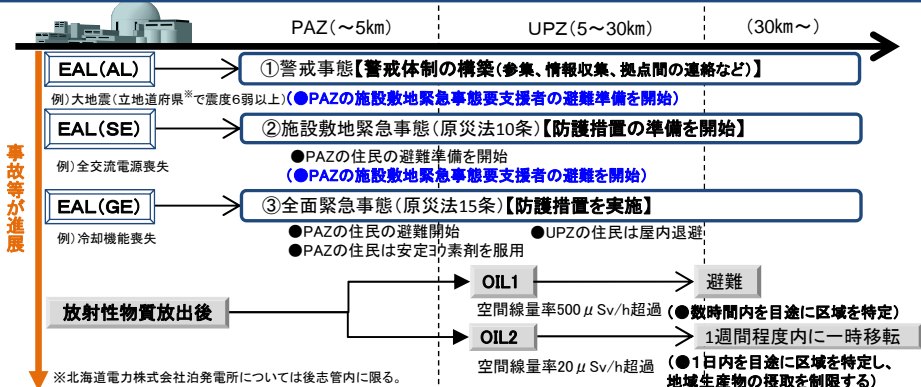 PAZ(~5km)
UPZ(5~30km)
(30km~)
EAL(AL)
①警戒事態【警戒体制の構築(参集、情報収集、拠点間の連絡など)】
例)大地震(立地道府県※で震度6弱以上)
(●PAZの施設敷地緊急事態要支援者の避難準備を開始)
EAL(SE)
②施設敷地緊急事態(原災法10条)【防護措置の準備を開始】
例)全交流電源喪失
●PAZの住民の避難準備を開始
(●PAZの施設敷地緊急事態要支援者の避難を開始)
事故等が進展
EAL(GE)
③全面緊急事態(原災法15条)【防護措置を実施】
例)冷却機能喪失
●PAZの住民の避難開始
●UPZの住民は屋内退避
●PAZの住民は安定ヨウ素剤を服用
放射性物質放出後
OIL1
避難
空間線量率500μSv/h超過
(●数時間内を目途に区域を特定)
OIL2
1週間程度内に一時移転
空間線量率20μSv/h超過
(●1日内を目途に区域を特定し、
地域生産物の摂取を制限する)
※北海道電力株式会社泊発電所については後志管内に限る。